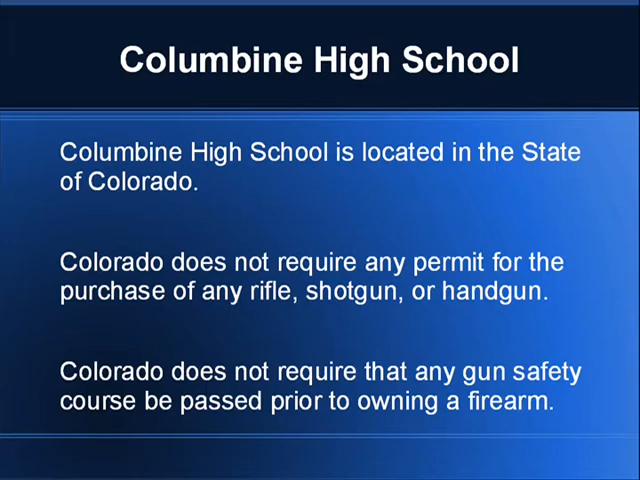 Columbine High School
Columbine High School is located in the State
of Colorado.
Colorado does not require any permit for the
purchase of any rifle, shotgun, or handgun.
Colorado does not require that any gun safety
course be passed prior to owning a firearm.